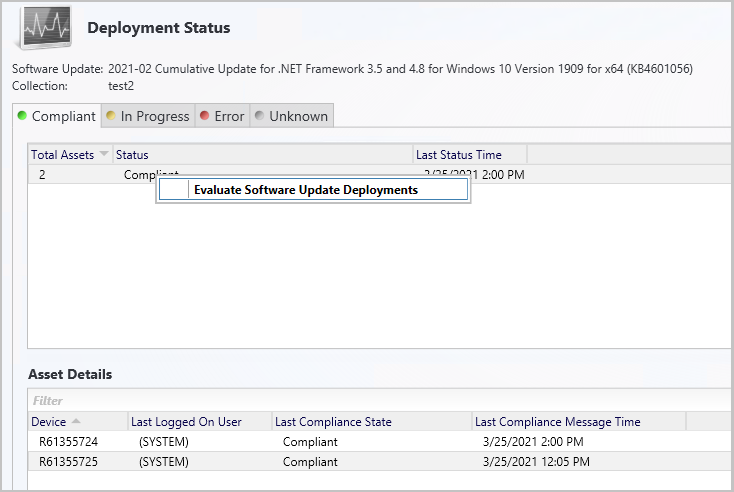 Deployment Status
Software Update: 2021-02 Cumulative Update for .NET Framework 3.5 and 4.8 for Windows 10 Version 1909 for x64 (KB4601056)
Collection: test2
Compliant In Progress Error Unknown
Total Assets Status Last Status Time
2 Compliant 3/25/2021 2:00 PM
Evaluate Software Update Deployments
Asset Details
Filter
Device Last Logged On User Last Compliance State Last Compliance Message Time
R61355724 (SYSTEM) Compliant 3/25/2021 2:00 PM
R61355725 (SYSTEM) Compliant 3/25/2021 12:05 PM